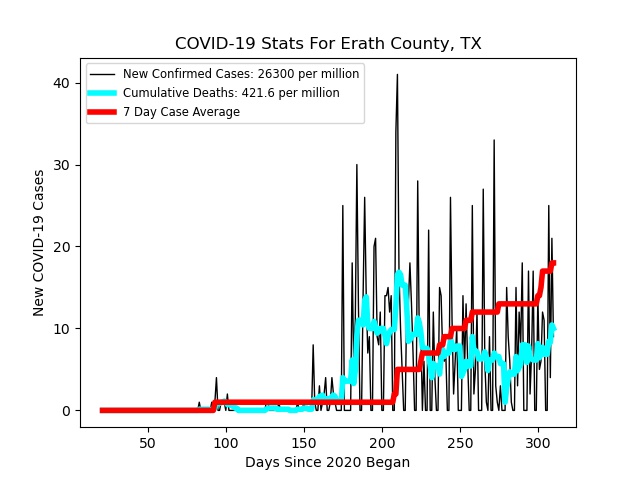 COVID-19 Stats For Erath County, TX
New Confirmed Cases: 26300 per million
Cumulative Deaths: 421.6 per million
7 Day Case Average
New COVID-19 Cases
40
30
20
10
0
50 100 150 200 250 300
Days Since 2020 Began